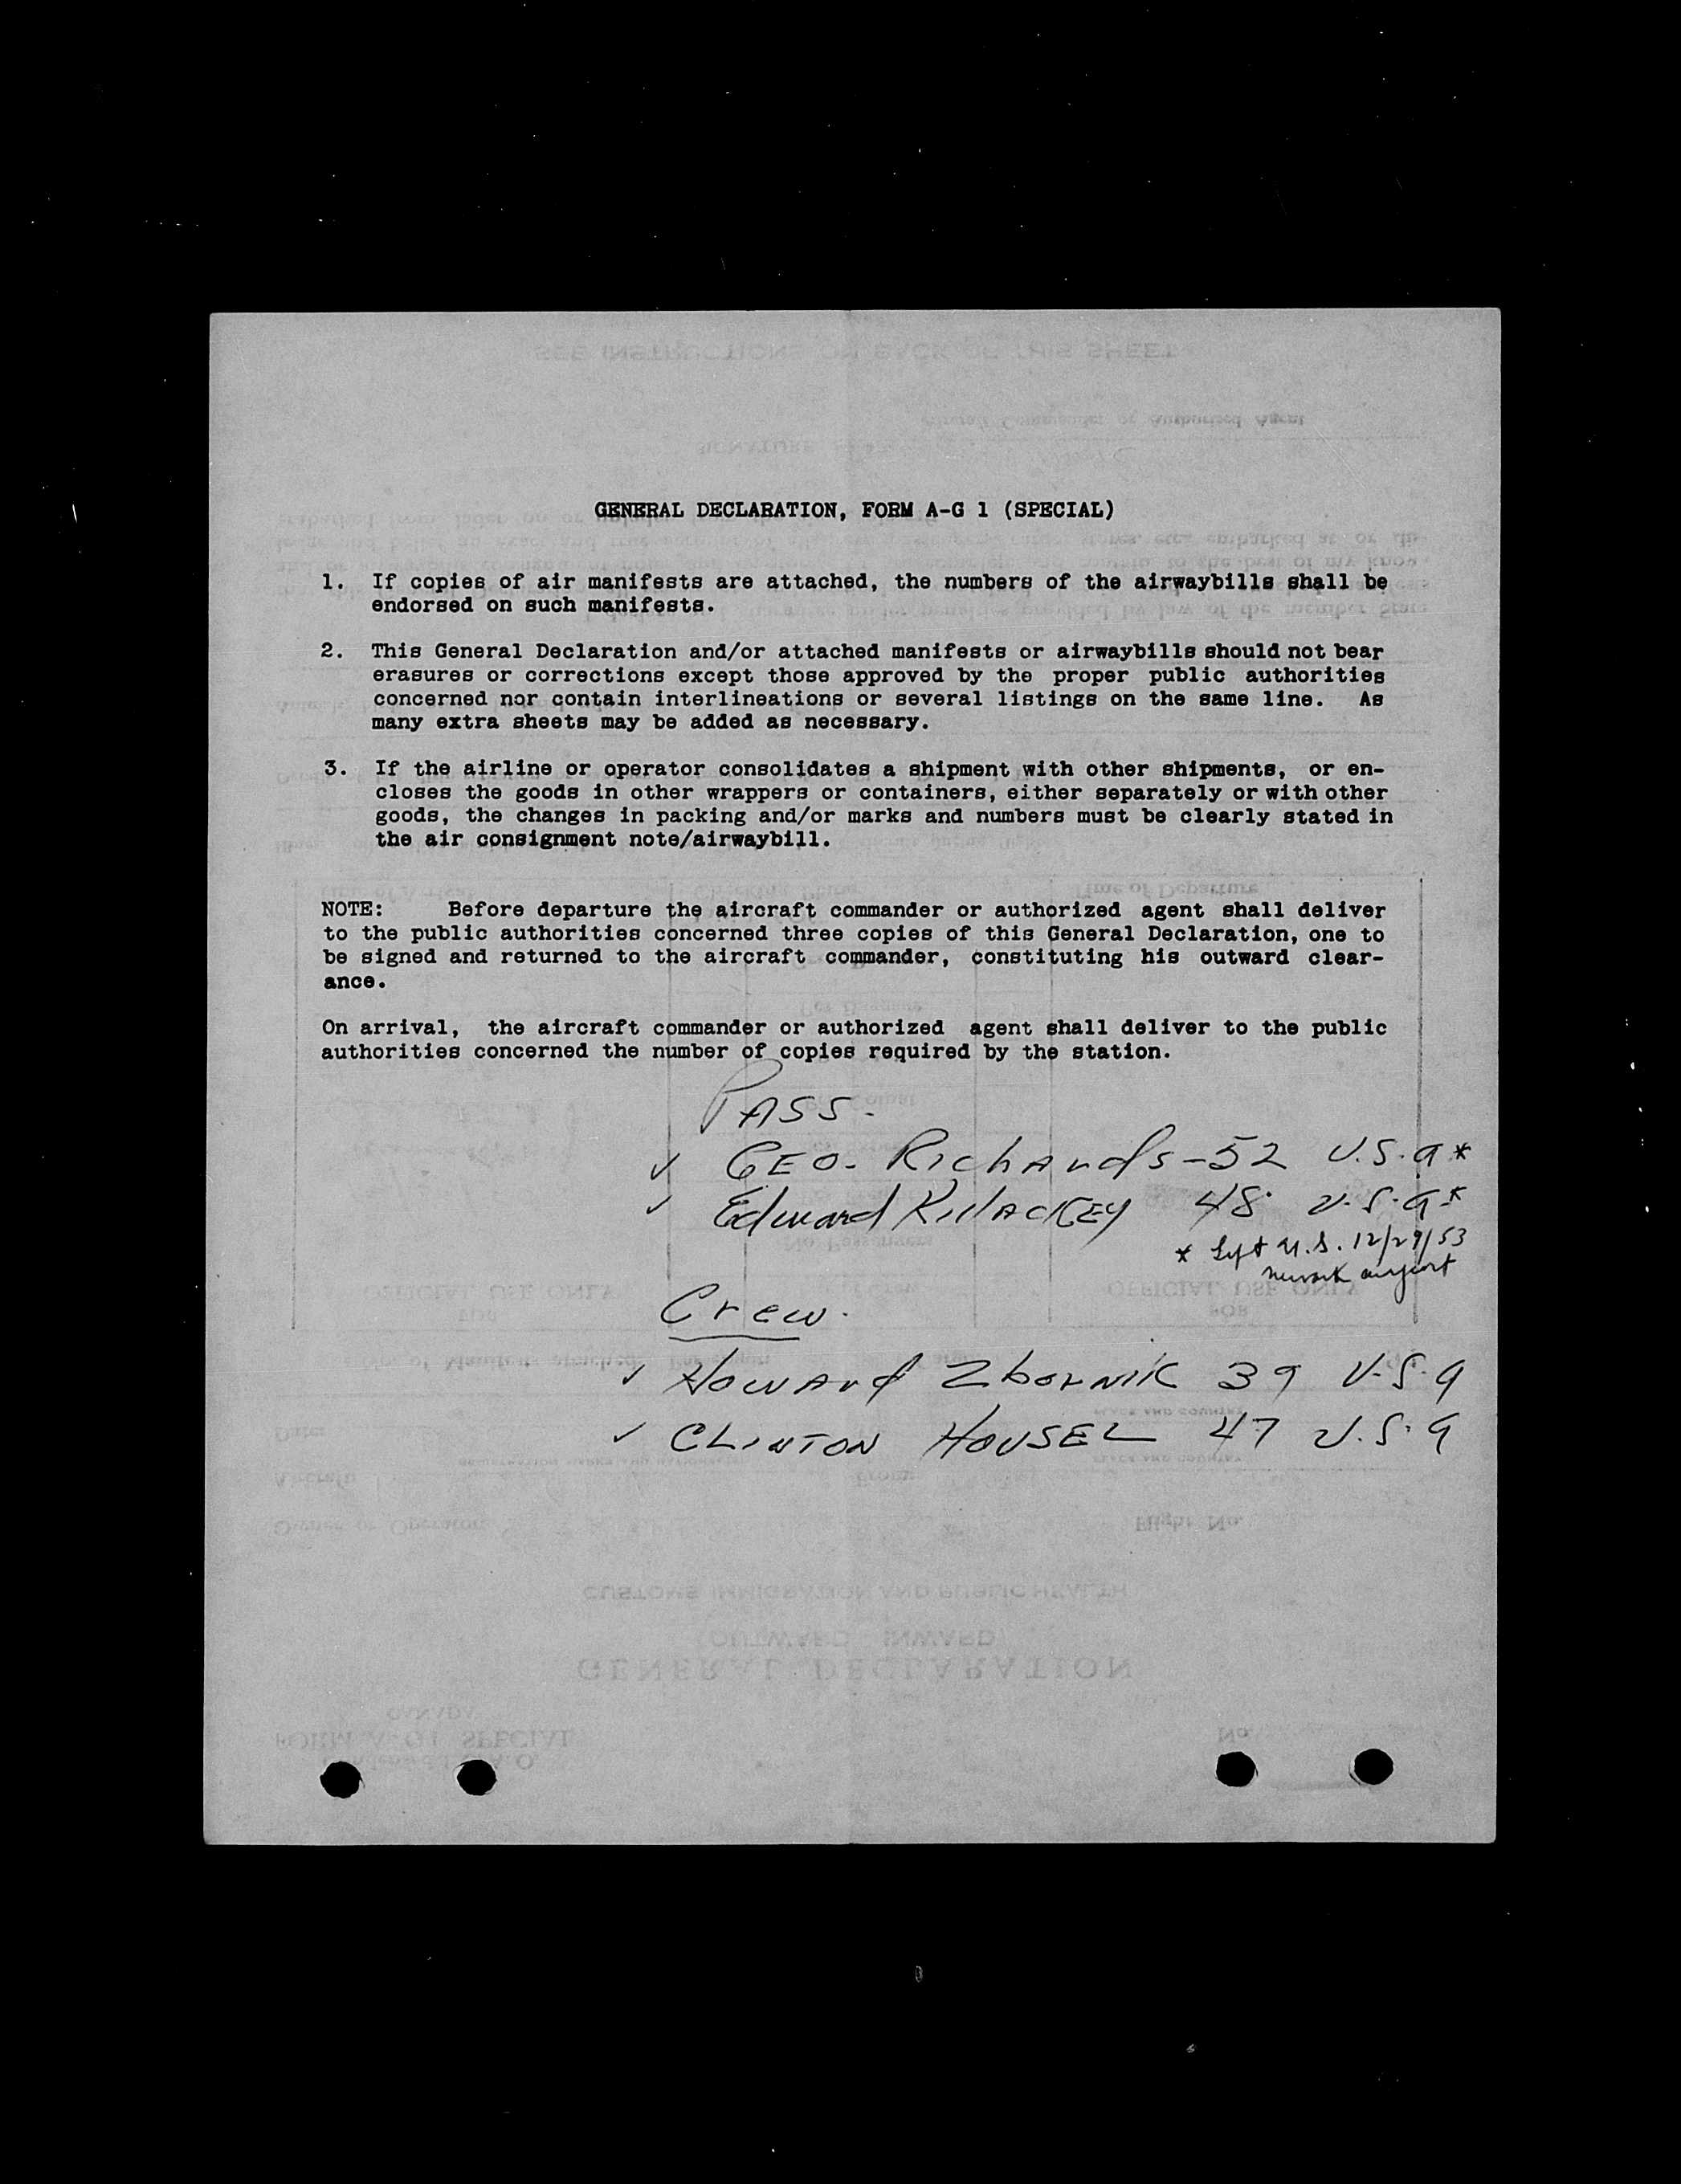 GENERAL DECLARATION, FORM A-G 1 (SPECIAL)
1. If copies of air manifests are attached, the numbers of the airwaybills shall be
endorsed on such manifests.
2. This General Declaration and/or attached manifests or airwaybills should not bear
erasures or corrections except those approved by the proper public authorities
concerned nor contain interlineations or several listings on the same line. As
many extra sheets may be added as necessary.
3. If the airline or operator consolidates a shipment with other shipments, or en-
closes the goods in other wrappers or containers, either separately or with other
goods, the changes in packing and/or marks and numbers must be clearly stated in
the air consignment note/airwaybill.
NOTE: Before departure the aircraft commander or authorized agent shall deliver
to the public authorities concerned three copies of this General Declaration, one to
be signed and returned to the aircraft commander, constituting his outward clear-
ance.
On arrival, the aircraft commander or authorized agent shall deliver to the public
authorities concerned the number of copies required by the station.
PASS.
✓ GEO. Richards - 52 U.S.A *
✓ Edward Kilackey 48 U.S.A *
* Left U.S. 12/29/53
Newark airport
Crew.
✓ Howard Zbornik 39 U.S.A
✓ CLINTON HOUSEL 47 U.S.A